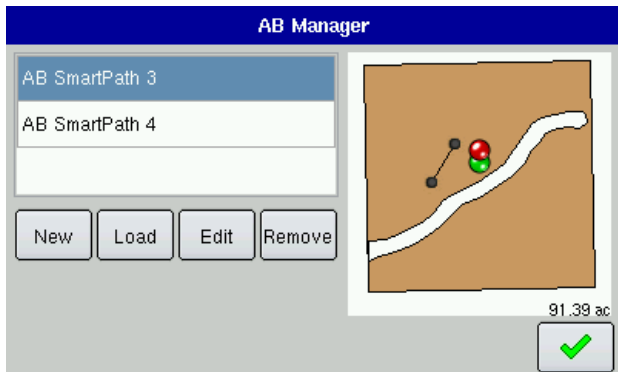 AB Manager
AB SmartPath 3
AB SmartPath 4
New Load Edit Remove
91.39 ac